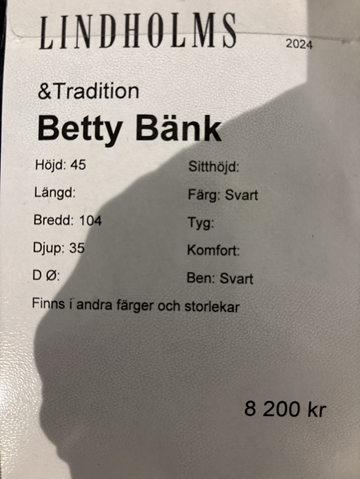 LINDHOLMS
2024
&Tradition
Betty Bänk
Höjd: 45 Sitthöjd:
Längd: Färg: Svart
Bredd: 104 Tyg:
Djup: 35 Komfort:
D Ø: Ben: Svart
Finns i andra färger och storlekar
8 200 kr